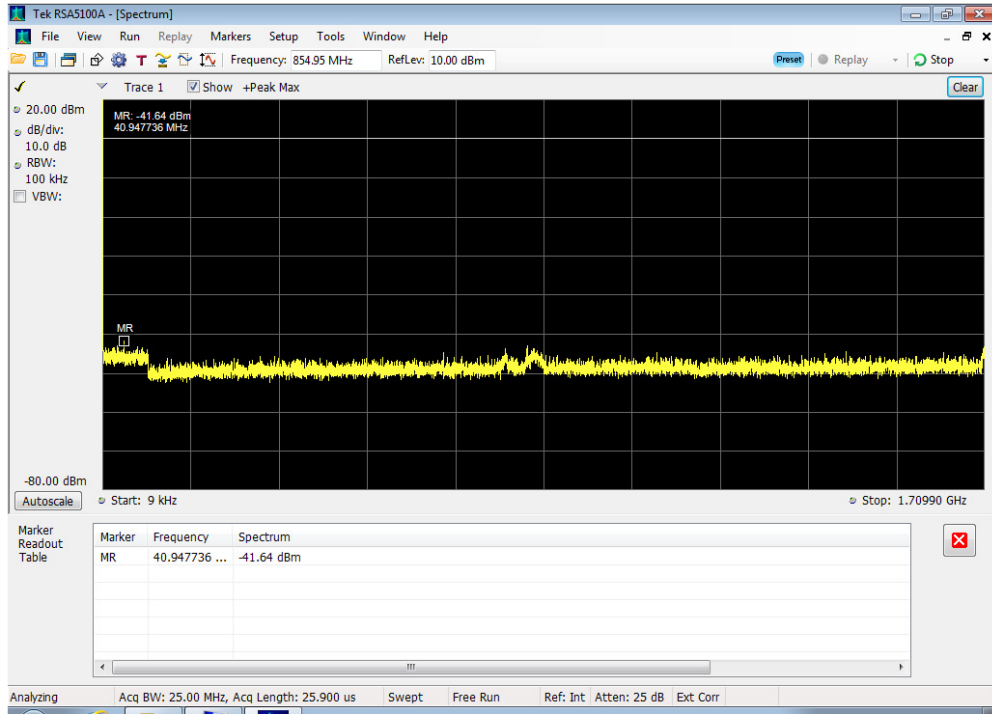 Tek RSA5100A - [Spectrum]
File View Run Replay Markers Setup Tools Window Help
T Frequency: 854.95 MHz RefLev: 10.00 dBm Preset Replay Stop
Trace 1 Show +Peak Max Clear
20.00 dBm
dB/div:
10.0 dB
RBW:
100 kHz
VBW:
MR: -41.64 dBm
40.947736 MHz
MR
-80.00 dBm
Autoscale Start: 9 kHz Stop: 1.70990 GHz
Marker Readout Table
Marker Frequency Spectrum
MR 40.947736 ... -41.64 dBm
Analyzing Acq BW: 25.00 MHz, Acq Length: 25.900 us Swept Free Run Ref: Int Atten: 25 dB Ext Corr